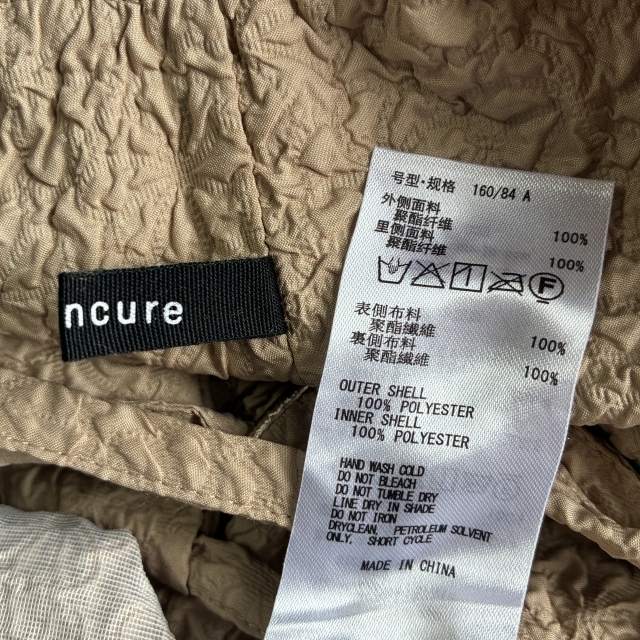 ncure
号型·规格 160/84 A
外侧面料
聚酯纤维 100%
里侧面料
聚酯纤维 100%
表側布料
聚酯纖維 100%
裏側布料
聚酯纖維 100%
OUTER SHELL
100% POLYESTER
INNER SHELL
100% POLYESTER
HAND WASH COLD
DO NOT BLEACH
DO NOT TUMBLE DRY
LINE DRY IN SHADE
DO NOT IRON
DRYCLEAN. PETROLEUM SOLVENT
ONLY. SHORT CYCLE
MADE IN CHINA